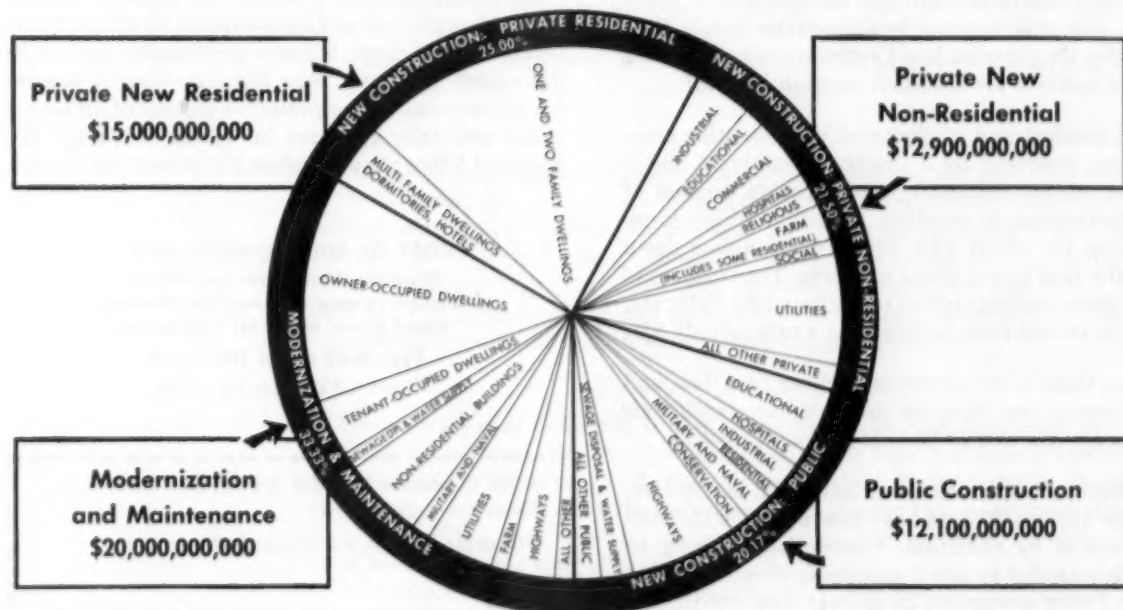 Private New Residential
$15,000,000,000
Private New
Non-Residential
$12,900,000,000
Modernization
and Maintenance
$20,000,000,000
Public Construction
$12,100,000,000
NEW CONSTRUCTION: PRIVATE RESIDENTIAL
25.00%
NEW CONSTRUCTION: PRIVATE NON-RESIDENTIAL
21.50%
NEW CONSTRUCTION: PUBLIC
20.17%
MODERNIZATION & MAINTENANCE
33.33%
MULTI FAMILY DWELLINGS
DORMITORIES, HOTELS
ONE AND TWO FAMILY DWELLINGS
INDUSTRIAL
EDUCATIONAL
COMMERCIAL
HOSPITALS
RELIGIOUS
FARM
(INCLUDES SOME RESIDENTIAL)
SOCIAL
UTILITIES
ALL OTHER PRIVATE
EDUCATIONAL
HOSPITALS
INDUSTRIAL
RESIDENTIAL
MILITARY AND NAVAL
CONSERVATION
HIGHWAYS
SEWAGE DISPOSAL & WATER SUPPLY
ALL OTHER PUBLIC
ALL OTHER
HIGHWAYS
FARM
UTILITIES
MILITARY AND NAVAL
NON-RESIDENTIAL BUILDINGS
SEWAGE DPL & WATER SUPPLY
TENANT-OCCUPIED DWELLINGS
OWNER-OCCUPIED DWELLINGS